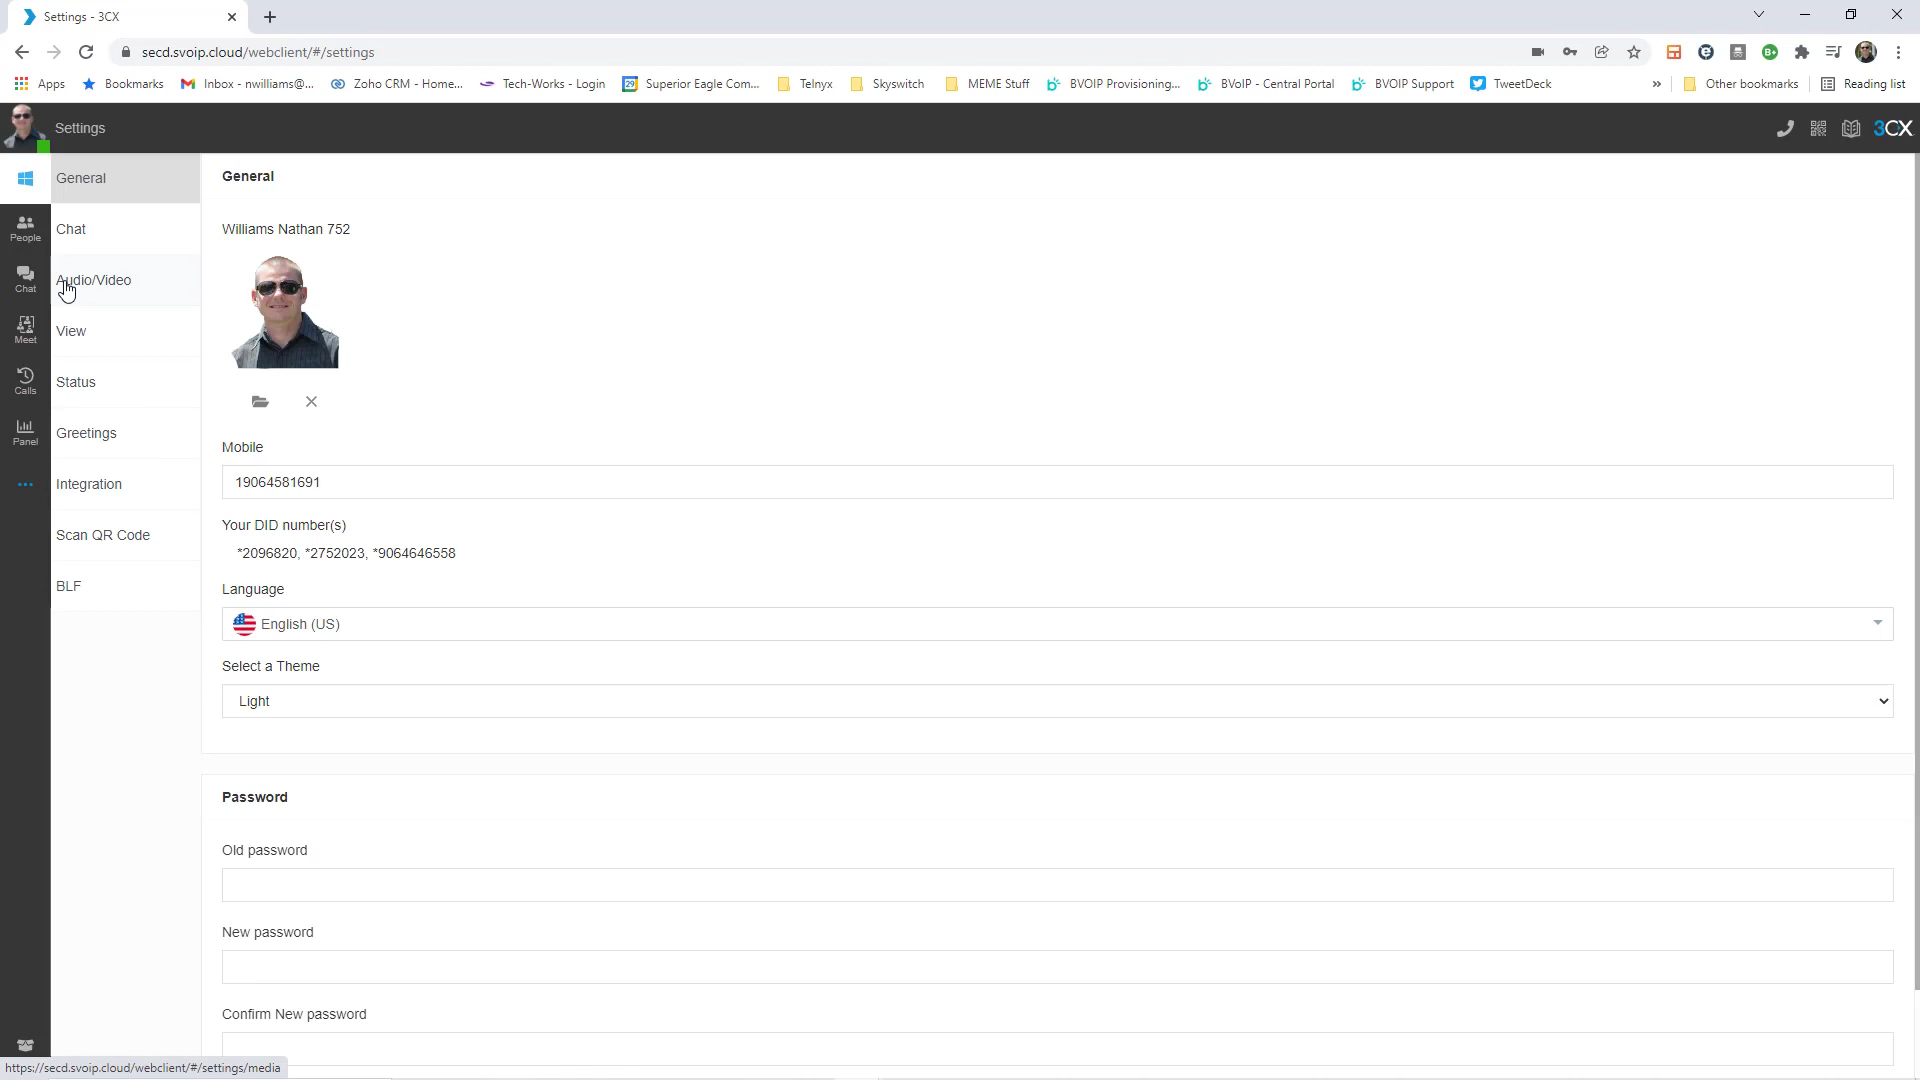 Settings - 3CX
secd.svoip.cloud/webclient/#/settings
Apps
Bookmarks
Inbox - nwilliams@...
Zoho CRM - Home...
Tech-Works - Login
Superior Eagle Com...
Telnyx
Skyswitch
MEME Stuff
BVOIP Provisioning...
BVoIP - Central Portal
BVOIP Support
TweetDeck
»
Other bookmarks
Reading list
Settings
3CX
People
Chat
Meet
Calls
Panel
General
Chat
Audio/Video
View
Status
Greetings
Integration
Scan QR Code
BLF
General
Williams Nathan 752
Mobile
19064581691
Your DID number(s)
*2096820, *2752023, *9064646558
Language
English (US)
Select a Theme
Light
Password
Old password
New password
Confirm New password
https://secd.svoip.cloud/webclient/#/settings/media